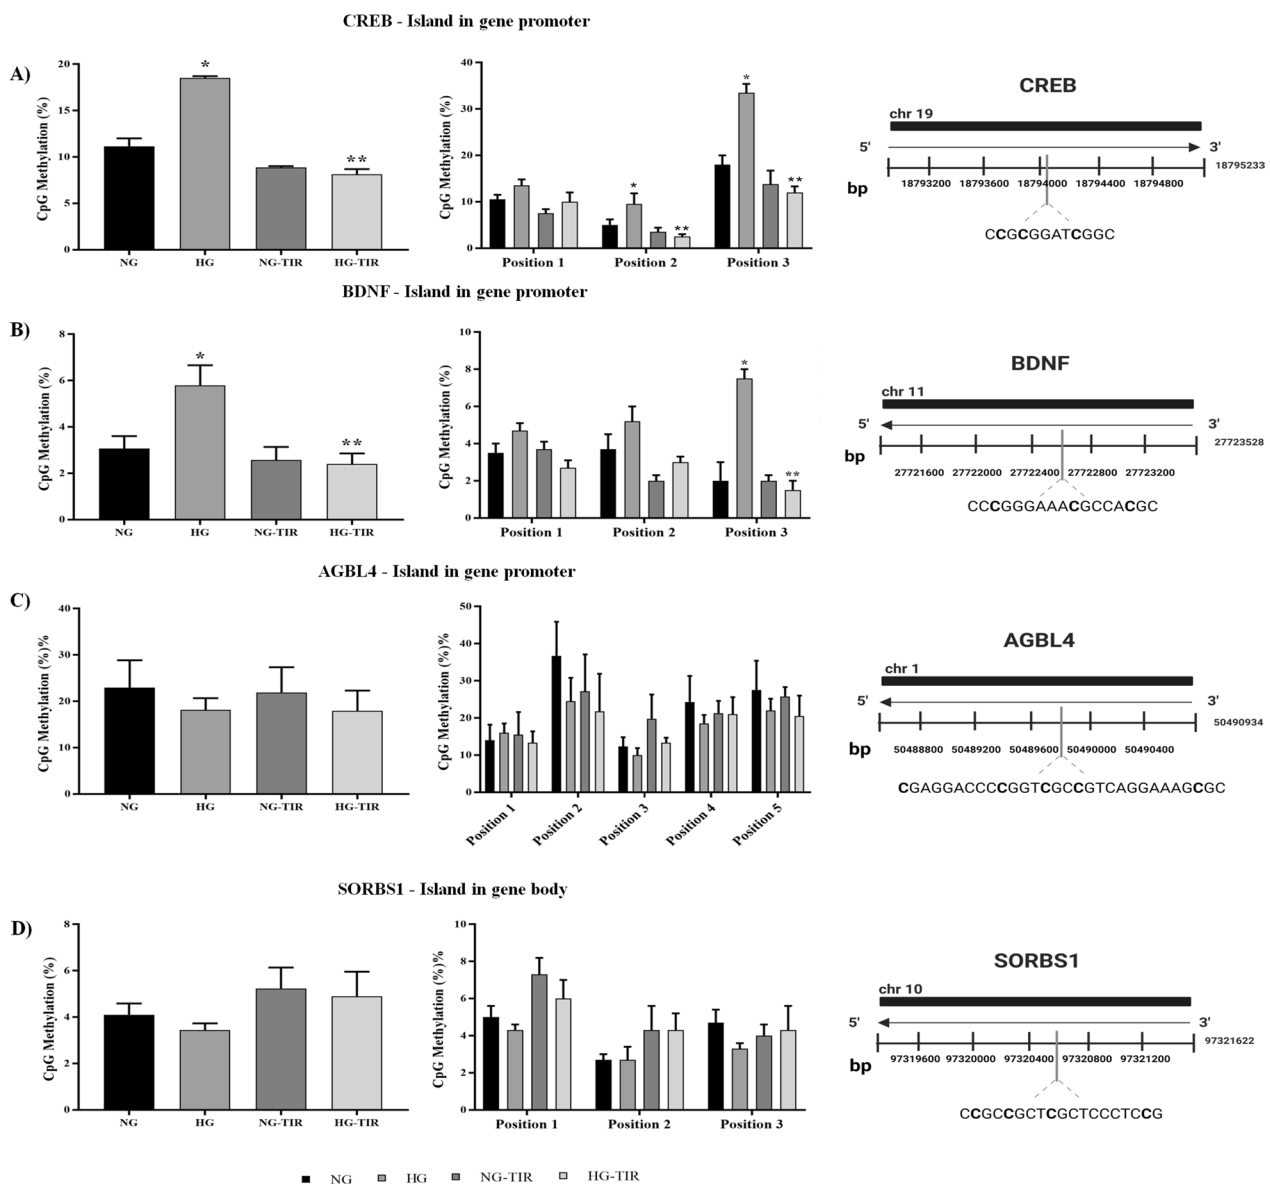 CREB - Island in gene promoter
A)
CpG Methylation (%)
20
15
10
5
0
*
**
NG HG NG-TIR HG-TIR
CpG Methylation (%)
40
30
20
10
0
*
**
*
**
Position 1 Position 2 Position 3
CREB
chr 19
5' 3'
18795233
bp
18793200 18793600 18794000 18794400 18794800
CCGCGGATCGGC
BDNF - Island in gene promoter
B)
CpG Methylation (%)
8
6
4
2
0
*
**
NG HG NG-TIR HG-TIR
CpG Methylation (%)
10
8
6
4
2
0
*
**
Position 1 Position 2 Position 3
BDNF
chr 11
5' 3'
27723528
bp
27721600 27722000 27722400 27722800 27723200
CCCGGGAAACGCCACGC
AGBL4 - Island in gene promoter
C)
CpG Methylation (%)%
40
30
20
10
0
NG HG NG-TIR HG-TIR
CpG Methylation (%)%
50
40
30
20
10
0
Position 1 Position 2 Position 3 Position 4 Position 5
AGBL4
chr 1
5' 3'
50490934
bp
50488800 50489200 50489600 50490000 50490400
CGAGGACCCCGGTCGCCGTCAGGAAAGCGC
SORBS1 - Island in gene body
D)
CpG Methylation (%)
8
6
4
2
0
NG HG NG-TIR HG-TIR
CpG Methylation (%)%
10
8
6
4
2
0
Position 1 Position 2 Position 3
SORBS1
chr 10
5' 3'
97321622
bp
97319600 97320000 97320400 97320800 97321200
CCGCCGCTCGCTCCCTCCG
NG HG NG-TIR HG-TIR